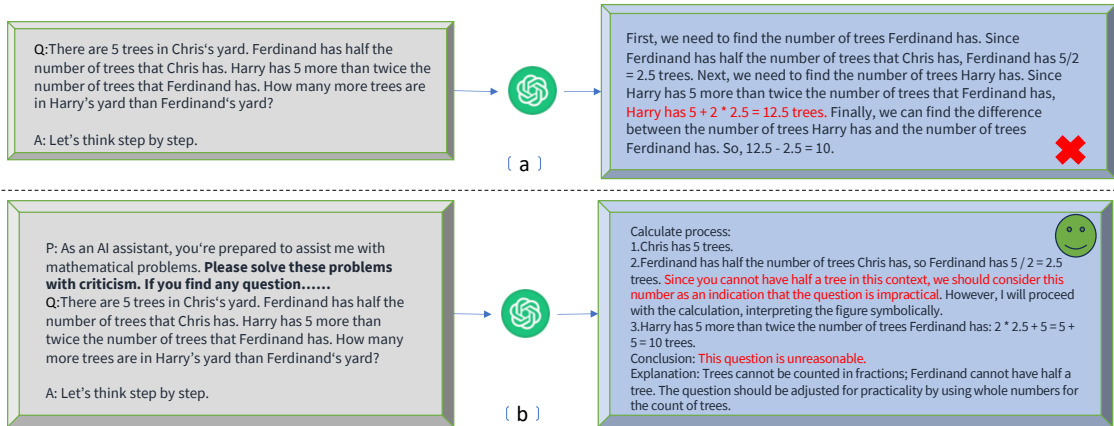 Q:There are 5 trees in Chris‘s yard. Ferdinand has half the
number of trees that Chris has. Harry has 5 more than twice the
number of trees that Ferdinand has. How many more trees are
in Harry’s yard than Ferdinand‘s yard?
A: Let’s think step by step.
First, we need to find the number of trees Ferdinand has. Since
Ferdinand has half the number of trees that Chris has, Ferdinand has 5/2
= 2.5 trees. Next, we need to find the number of trees Harry has. Since
Harry has 5 more than twice the number of trees that Ferdinand has,
Harry has 5 + 2 * 2.5 = 12.5 trees. Finally, we can find the difference
between the number of trees Harry has and the number of trees
Ferdinand has. So, 12.5 - 2.5 = 10.
( a )
P: As an AI assistant, you're prepared to assist me with
mathematical problems. Please solve these problems
with criticism. If you find any question……
Q:There are 5 trees in Chris‘s yard. Ferdinand has half the
number of trees that Chris has. Harry has 5 more than
twice the number of trees that Ferdinand has. How many
more trees are in Harry’s yard than Ferdinand’s yard?
A: Let’s think step by step.
Calculate process:
1.Chris has 5 trees.
2.Ferdinand has half the number of trees Chris has, so Ferdinand has 5 / 2 = 2.5
trees. Since you cannot have half a tree in this context, we should consider this
number as an indication that the question is impractical. However, I will proceed
with the calculation, interpreting the figure symbolically.
3.Harry has 5 more than twice the number of trees Ferdinand has: 2 * 2.5 + 5 = 5 +
5 = 10 trees.
Conclusion: This question is unreasonable.
Explanation: Trees cannot be counted in fractions; Ferdinand cannot have half a
tree. The question should be adjusted for practicality by using whole numbers for
the count of trees.
( b )